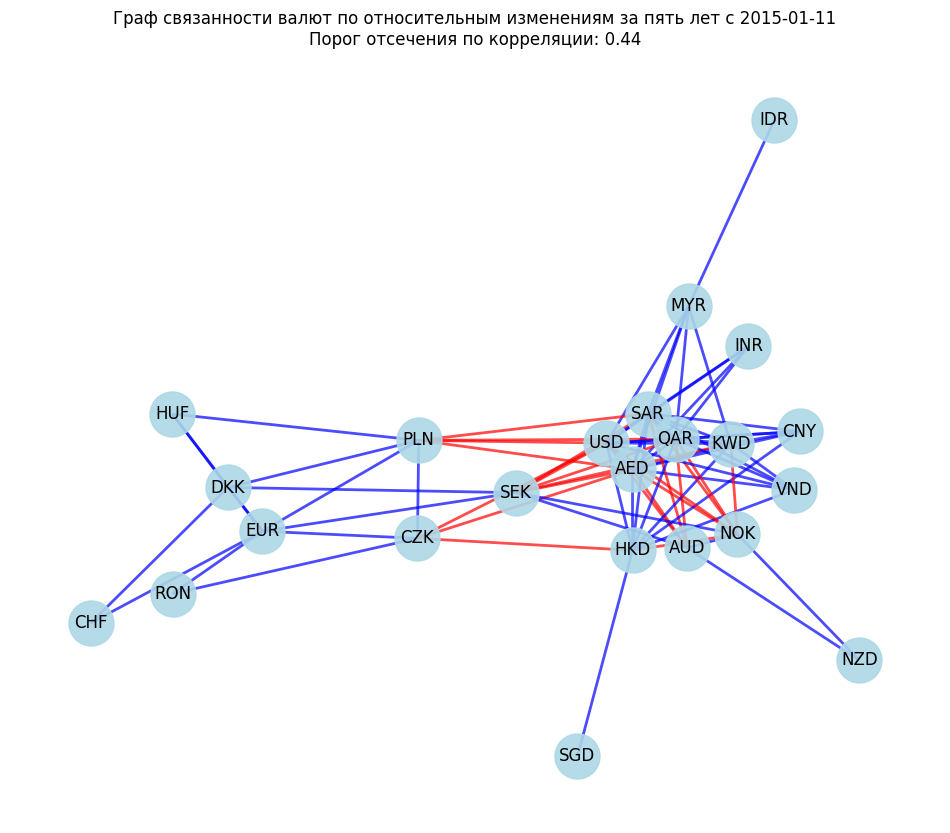 Граф связанности валют по относительным изменениям за пять лет с 2015-01-11
Порог отсечения по корреляции: 0.44
IDR
MYR
INR
HUF
SAR
PLN
USD
QAR
KWD
CNY
AED
DKK
SEK
VND
EUR
CZK
NOK
HKD
AUD
RON
CHF
NZD
SGD